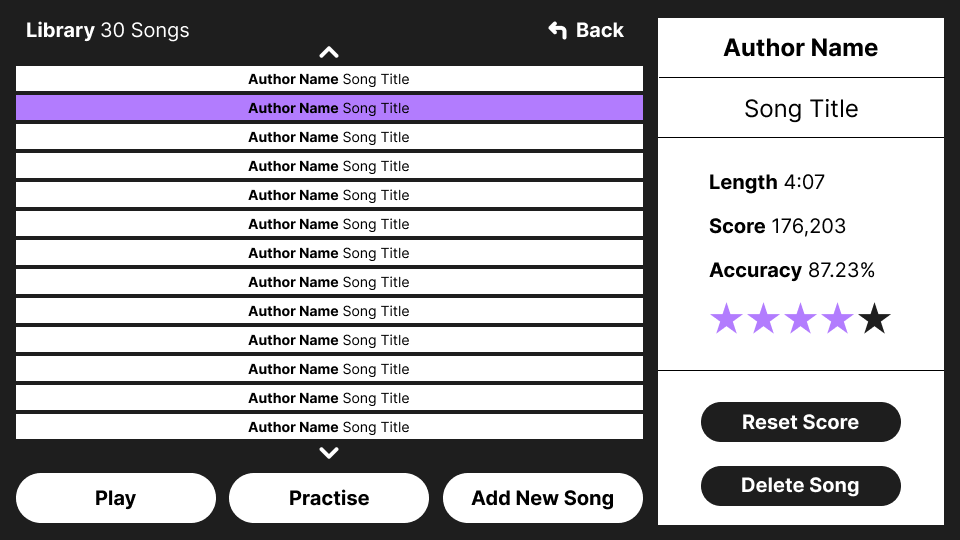 Library 30 Songs
Back
Author Name Song Title
Author Name Song Title
Author Name Song Title
Author Name Song Title
Author Name Song Title
Author Name Song Title
Author Name Song Title
Author Name Song Title
Author Name Song Title
Author Name Song Title
Author Name Song Title
Author Name Song Title
Author Name Song Title
Play
Practise
Add New Song
Author Name
Song Title
Length 4:07
Score 176,203
Accuracy 87.23%
Reset Score
Delete Song